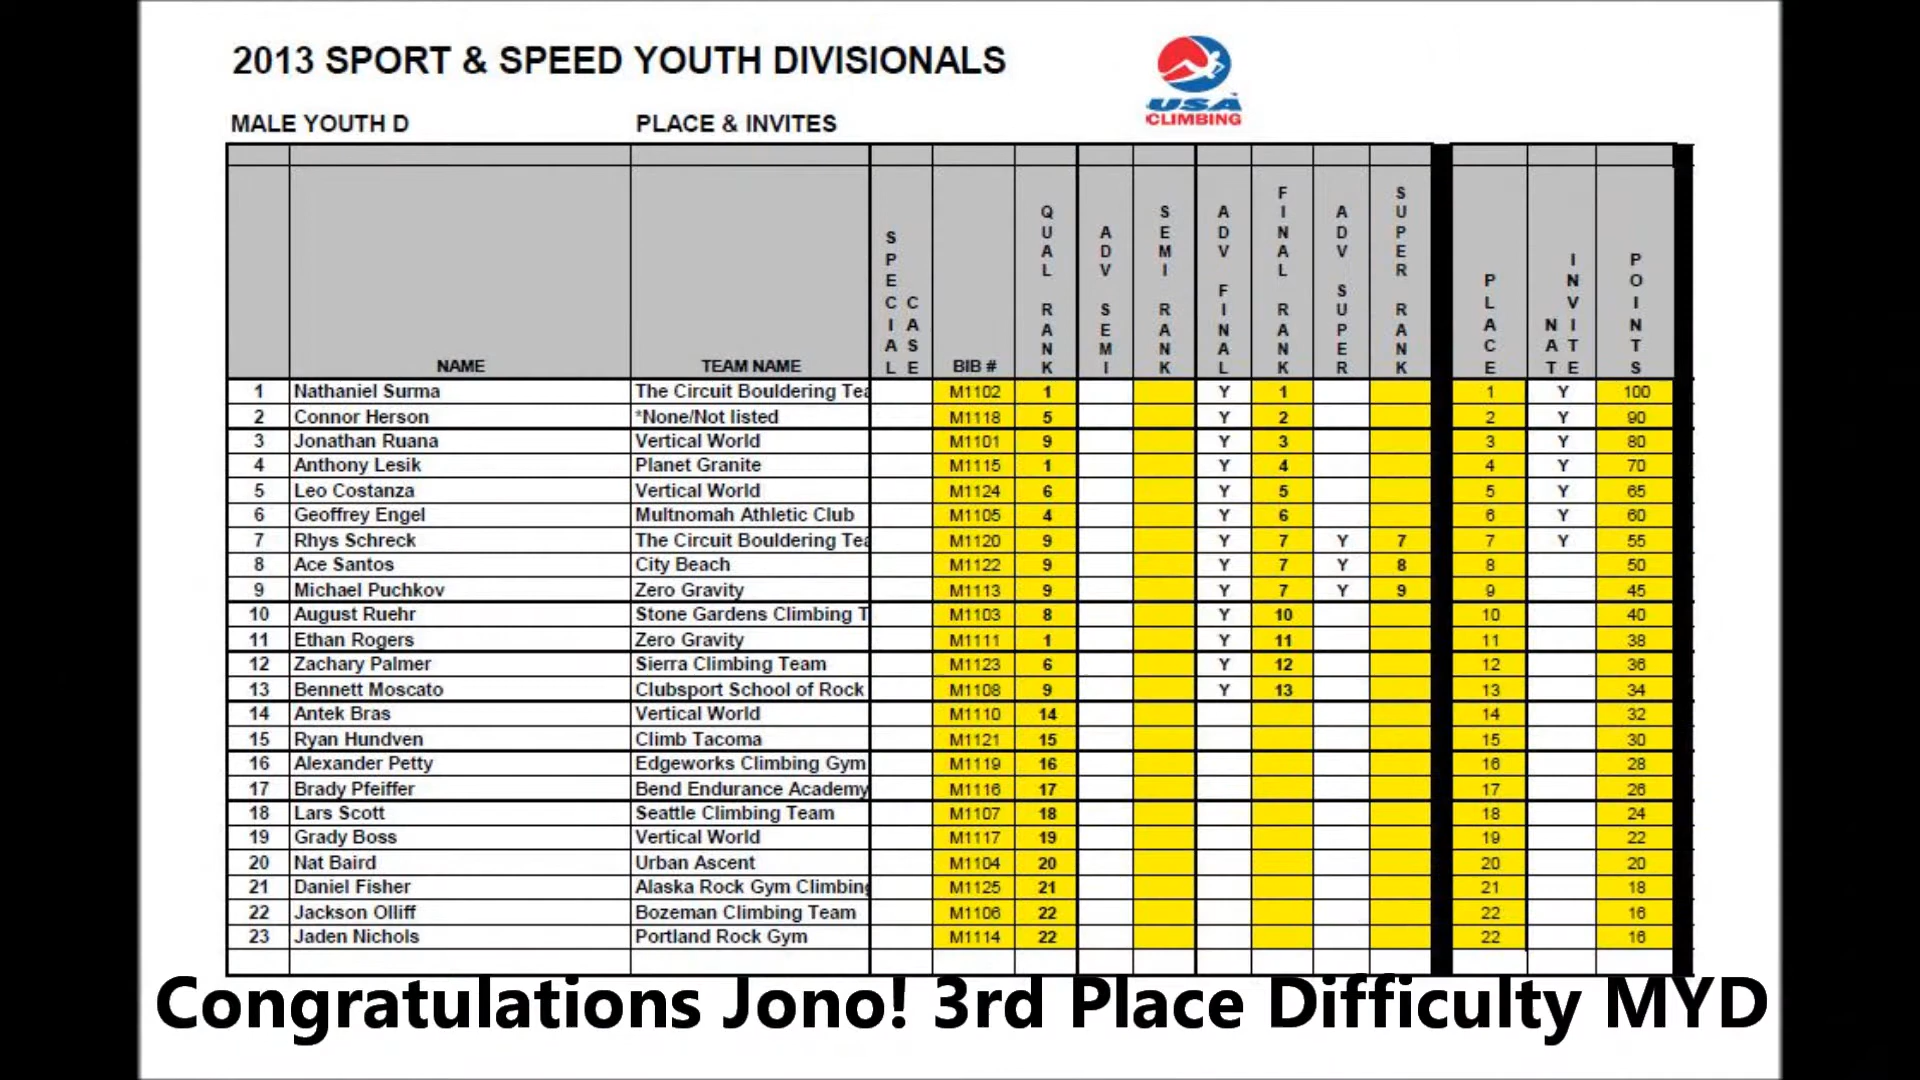 2013 SPORT & SPEED YOUTH DIVISIONALS
USA
CLIMBING
MALE YOUTH D PLACE & INVITES
NAME TEAM NAME SPECIAL CASE BIB # QUAL RANK ADV SEMI SEMI RANK ADV FINAL FINAL RANK ADV SUPER SUPER RANK PLACE NAT INVITE POINTS
1 Nathaniel Surma The Circuit Bouldering Tea M1102 1 Y 1 1 Y 100
2 Connor Herson *None/Not listed M1118 5 Y 2 2 Y 90
3 Jonathan Ruana Vertical World M1101 9 Y 3 3 Y 80
4 Anthony Lesik Planet Granite M1115 1 Y 4 4 Y 70
5 Leo Costanza Vertical World M1124 6 Y 5 5 Y 65
6 Geoffrey Engel Multnomah Athletic Club M1105 4 Y 6 6 Y 60
7 Rhys Schreck The Circuit Bouldering Tea M1120 9 Y 7 Y 7 7 Y 55
8 Ace Santos City Beach M1122 9 Y 7 Y 8 8 50
9 Michael Puchkov Zero Gravity M1113 9 Y 7 Y 9 9 45
10 August Ruehr Stone Gardens Climbing T M1103 8 Y 10 10 40
11 Ethan Rogers Zero Gravity M1111 1 Y 11 11 38
12 Zachary Palmer Sierra Climbing Team M1123 6 Y 12 12 36
13 Bennett Moscato Clubsport School of Rock M1108 9 Y 13 13 34
14 Antek Bras Vertical World M1110 14 14 32
15 Ryan Hundven Climb Tacoma M1121 15 15 30
16 Alexander Petty Edgeworks Climbing Gym M1119 16 16 28
17 Brady Pfeiffer Bend Endurance Academy M1116 17 17 26
18 Lars Scott Seattle Climbing Team M1107 18 18 24
19 Grady Boss Vertical World M1117 19 19 22
20 Nat Baird Urban Ascent M1104 20 20 20
21 Daniel Fisher Alaska Rock Gym Climbing M1125 21 21 18
22 Jackson Olliff Bozeman Climbing Team M1106 22 22 16
23 Jaden Nichols Portland Rock Gym M1114 22 22 16
Congratulations Jono! 3rd Place Difficulty MYD